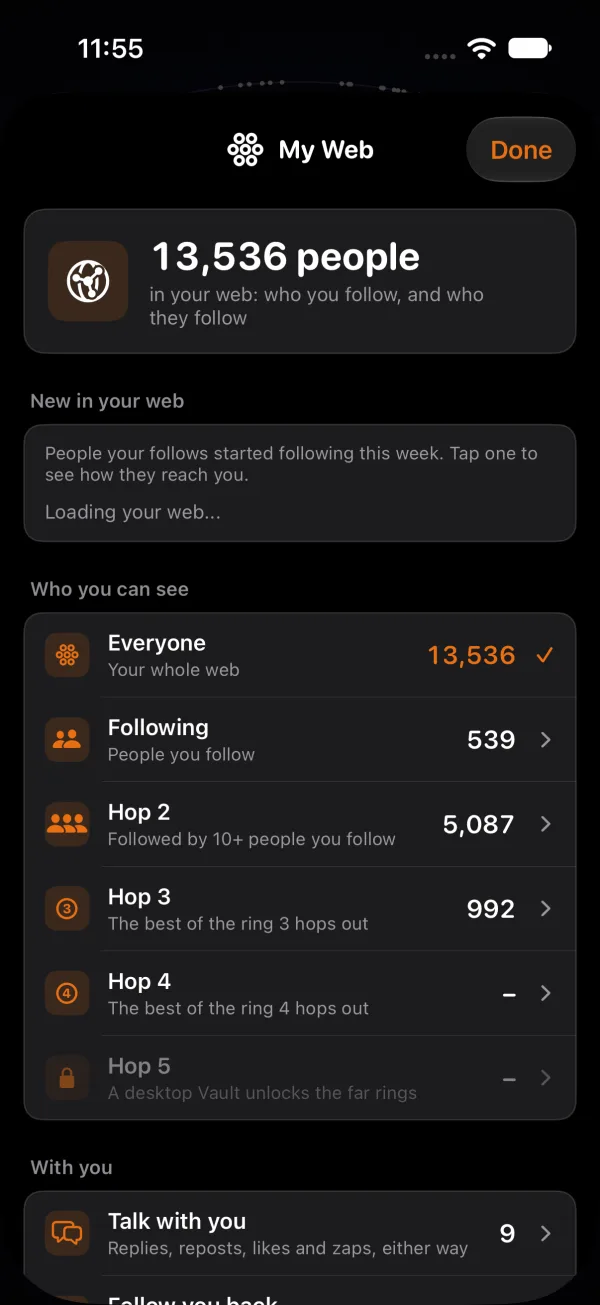 11:55
My Web
Done
13,536 people
in your web: who you follow, and who
they follow
New in your web
People your follows started following this week. Tap one to
see how they reach you.
Loading your web...
Who you can see
Everyone
Your whole web
13,536
Following
People you follow
539
Hop 2
Followed by 10+ people you follow
5,087
3
Hop 3
The best of the ring 3 hops out
992
4
Hop 4
The best of the ring 4 hops out
–
Hop 5
A desktop Vault unlocks the far rings
–
With you
Talk with you
Replies, reposts, likes and zaps, either way
9
Follow you back